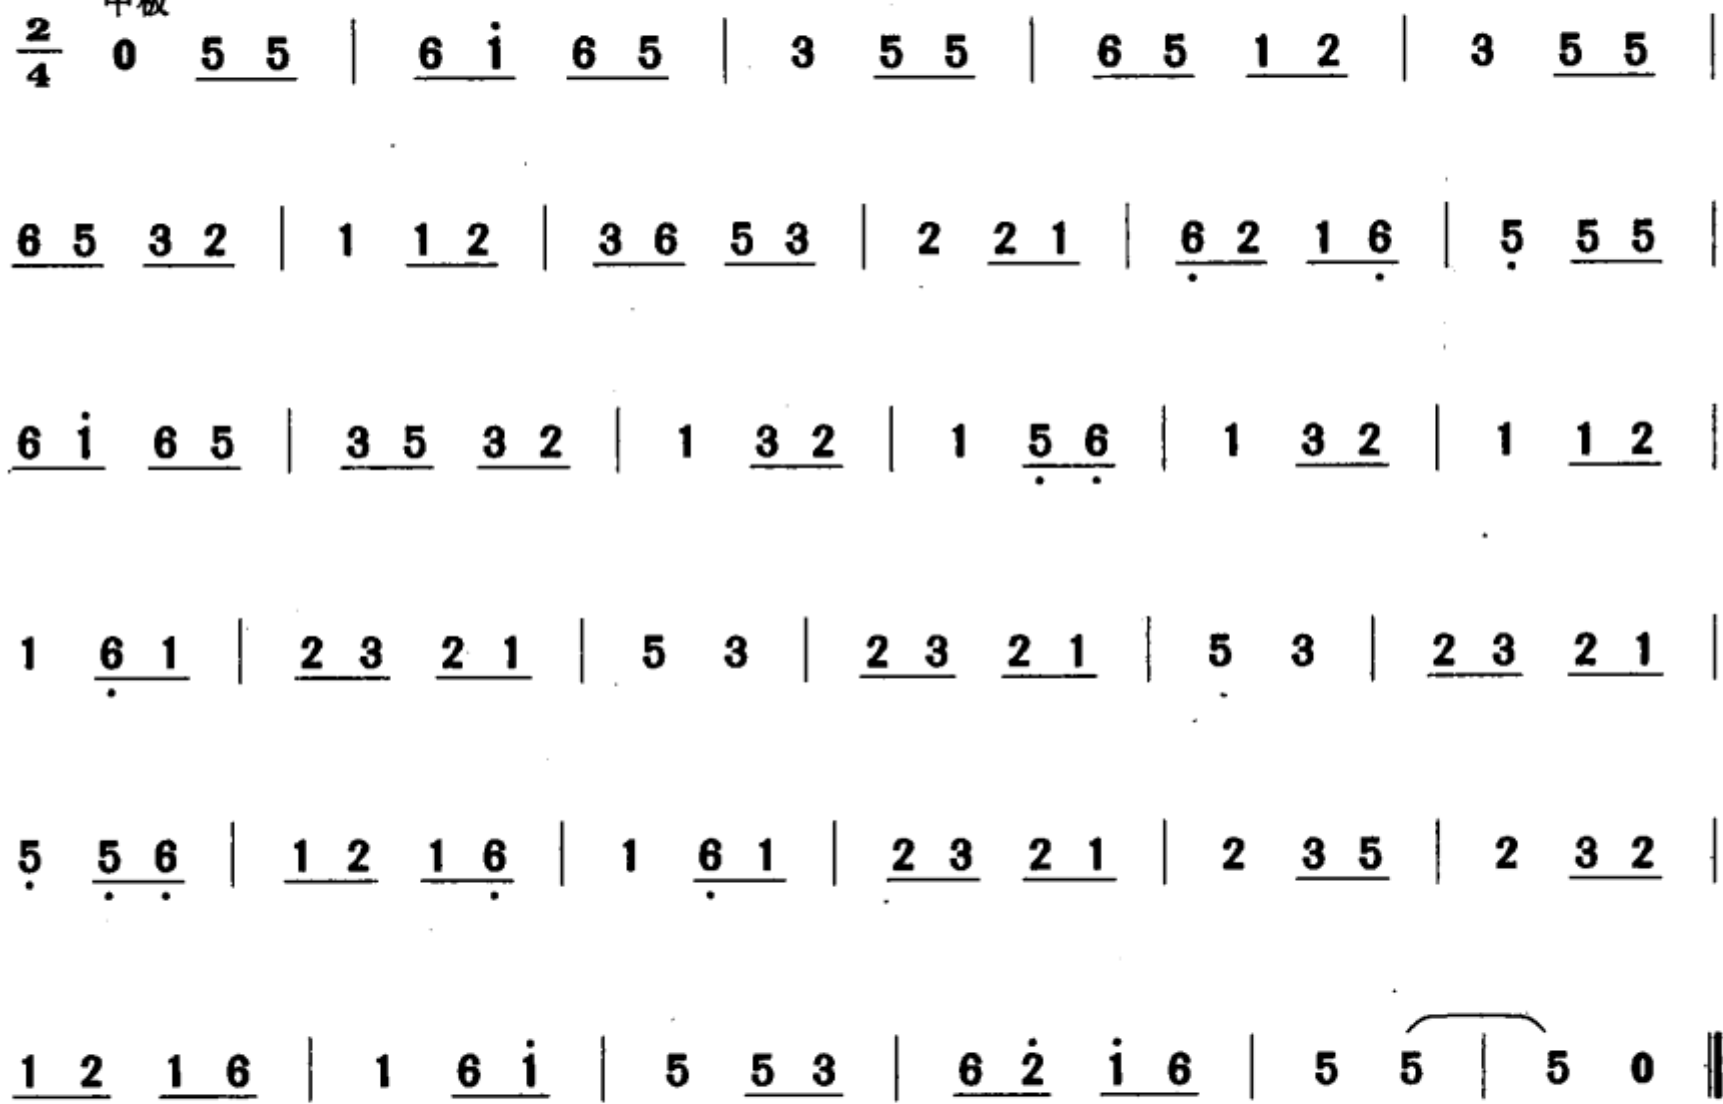 中板
2/4 0 5 5 | 6 i̇ 6 5 | 3 5 5 | 6 5 1 2 | 3 5 5 |
6 5 3 2 | 1 1 2 | 3 6 5 3 | 2 2 1 | 6̣ 2 1 6̣ | 5̣ 5 5 |
6 i̇ 6 5 | 3 5 3 2 | 1 3 2 | 1 5̣ 6̣ | 1 3 2 | 1 1 2 |
1 6̣ 1 | 2 3 2 1 | 5 3 | 2 3 2 1 | 5 3 | 2 3 2 1 |
5̣ 5̣ 6̣ | 1 2 1 6̣ | 1 6̣ 1 | 2 3 2 1 | 2 3 5 | 2 3 2 |
1 2 1 6 | 1 6 i̇ | 5 5 3 | 6 2̇ i̇ 6 | 5 5 | 5 0 ‖